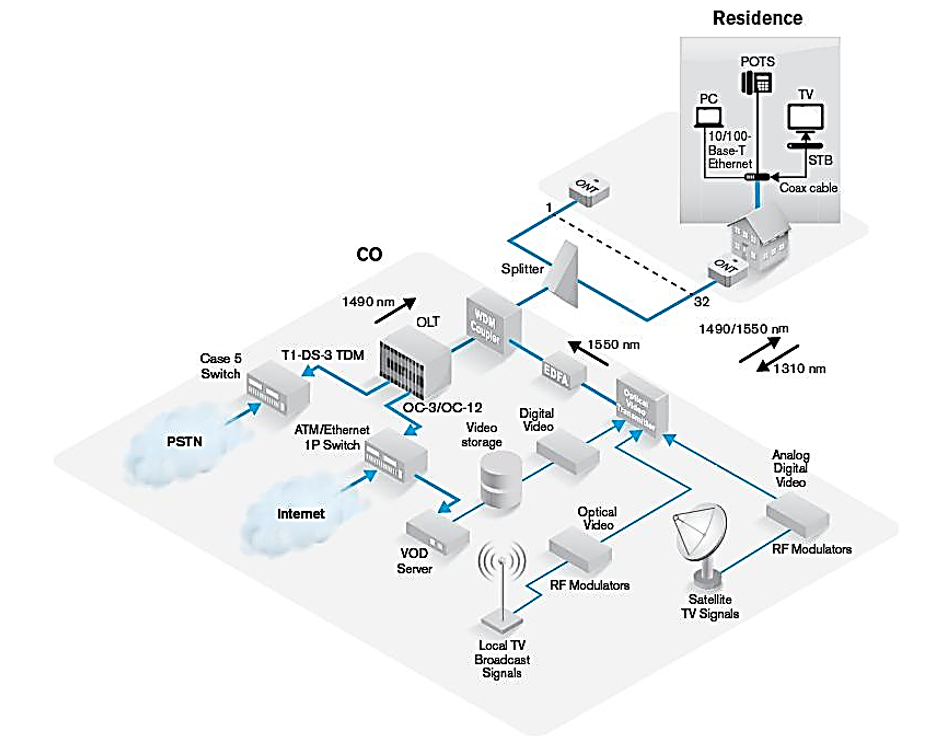 Residence
POTS
PC
TV
10/100-
Base-T
Ethernet
STB
Coax cable
ONT
1
Splitter
ONT
32
CO
1490 nm
OLT
WDM
Coupler
1490/1550 nm
1310 nm
1550 nm
EDFA
Optical
Video
Transmitter
Case 5
Switch
T1-DS-3 TDM
OC-3/OC-12
PSTN
ATM/Ethernet
1P Switch
Video
storage
Digital
Video
Internet
VOD
Server
Optical
Video
RF Modulators
Analog
Digital
Video
RF Modulators
Satellite
TV Signals
Local TV
Broadcast
Signals